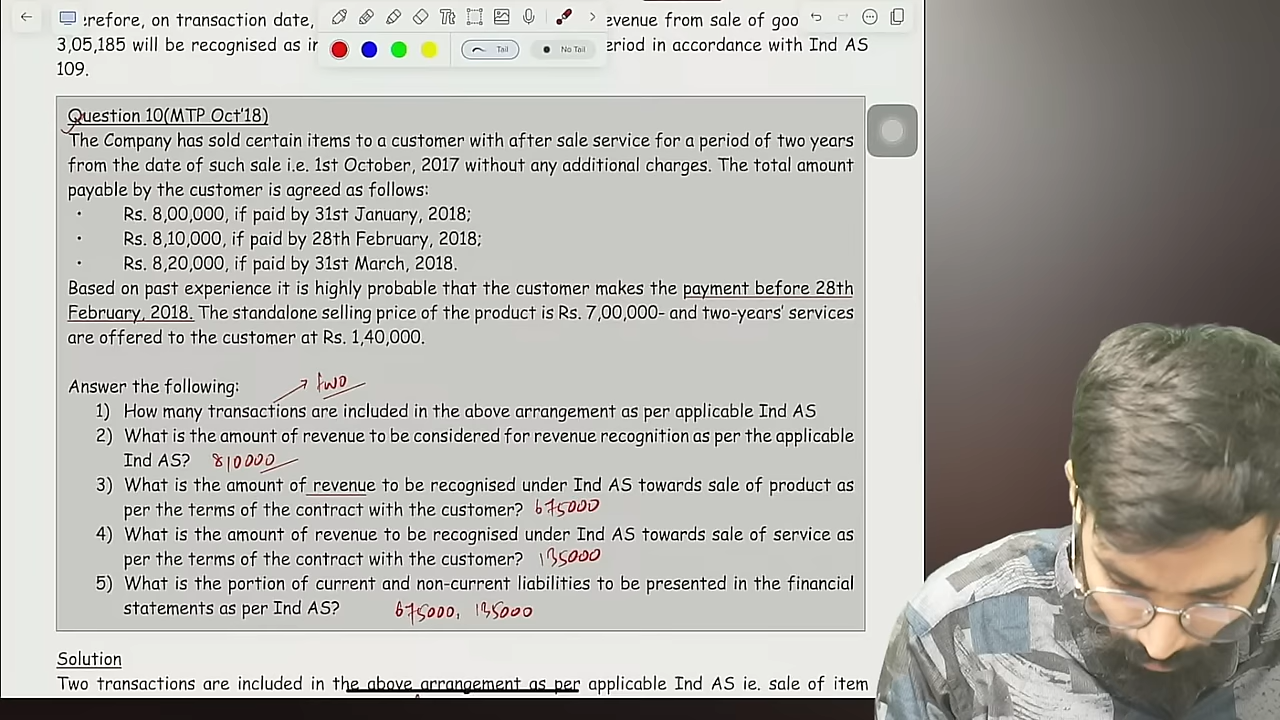 erefore, on transaction date, evenue from sale of goo
3,05,185 will be recognised as in eriod in accordance with Ind AS
109.
Tail
No Tail
Question 10(MTP Oct'18)
The Company has sold certain items to a customer with after sale service for a period of two years
from the date of such sale i.e. 1st October, 2017 without any additional charges. The total amount
payable by the customer is agreed as follows:
· Rs. 8,00,000, if paid by 31st January, 2018;
· Rs. 8,10,000, if paid by 28th February, 2018;
· Rs. 8,20,000, if paid by 31st March, 2018.
Based on past experience it is highly probable that the customer makes the payment before 28th
February, 2018. The standalone selling price of the product is Rs. 7,00,000- and two-years' services
are offered to the customer at Rs. 1,40,000.
Answer the following: two
1) How many transactions are included in the above arrangement as per applicable Ind AS
2) What is the amount of revenue to be considered for revenue recognition as per the applicable
Ind AS? 810000
3) What is the amount of revenue to be recognised under Ind AS towards sale of product as
per the terms of the contract with the customer? 675000
4) What is the amount of revenue to be recognised under Ind AS towards sale of service as
per the terms of the contract with the customer? 135000
5) What is the portion of current and non-current liabilities to be presented in the financial
statements as per Ind AS? 675000, 135000
Solution
Two transactions are included in the above arrangement as per applicable Ind AS ie. sale of item